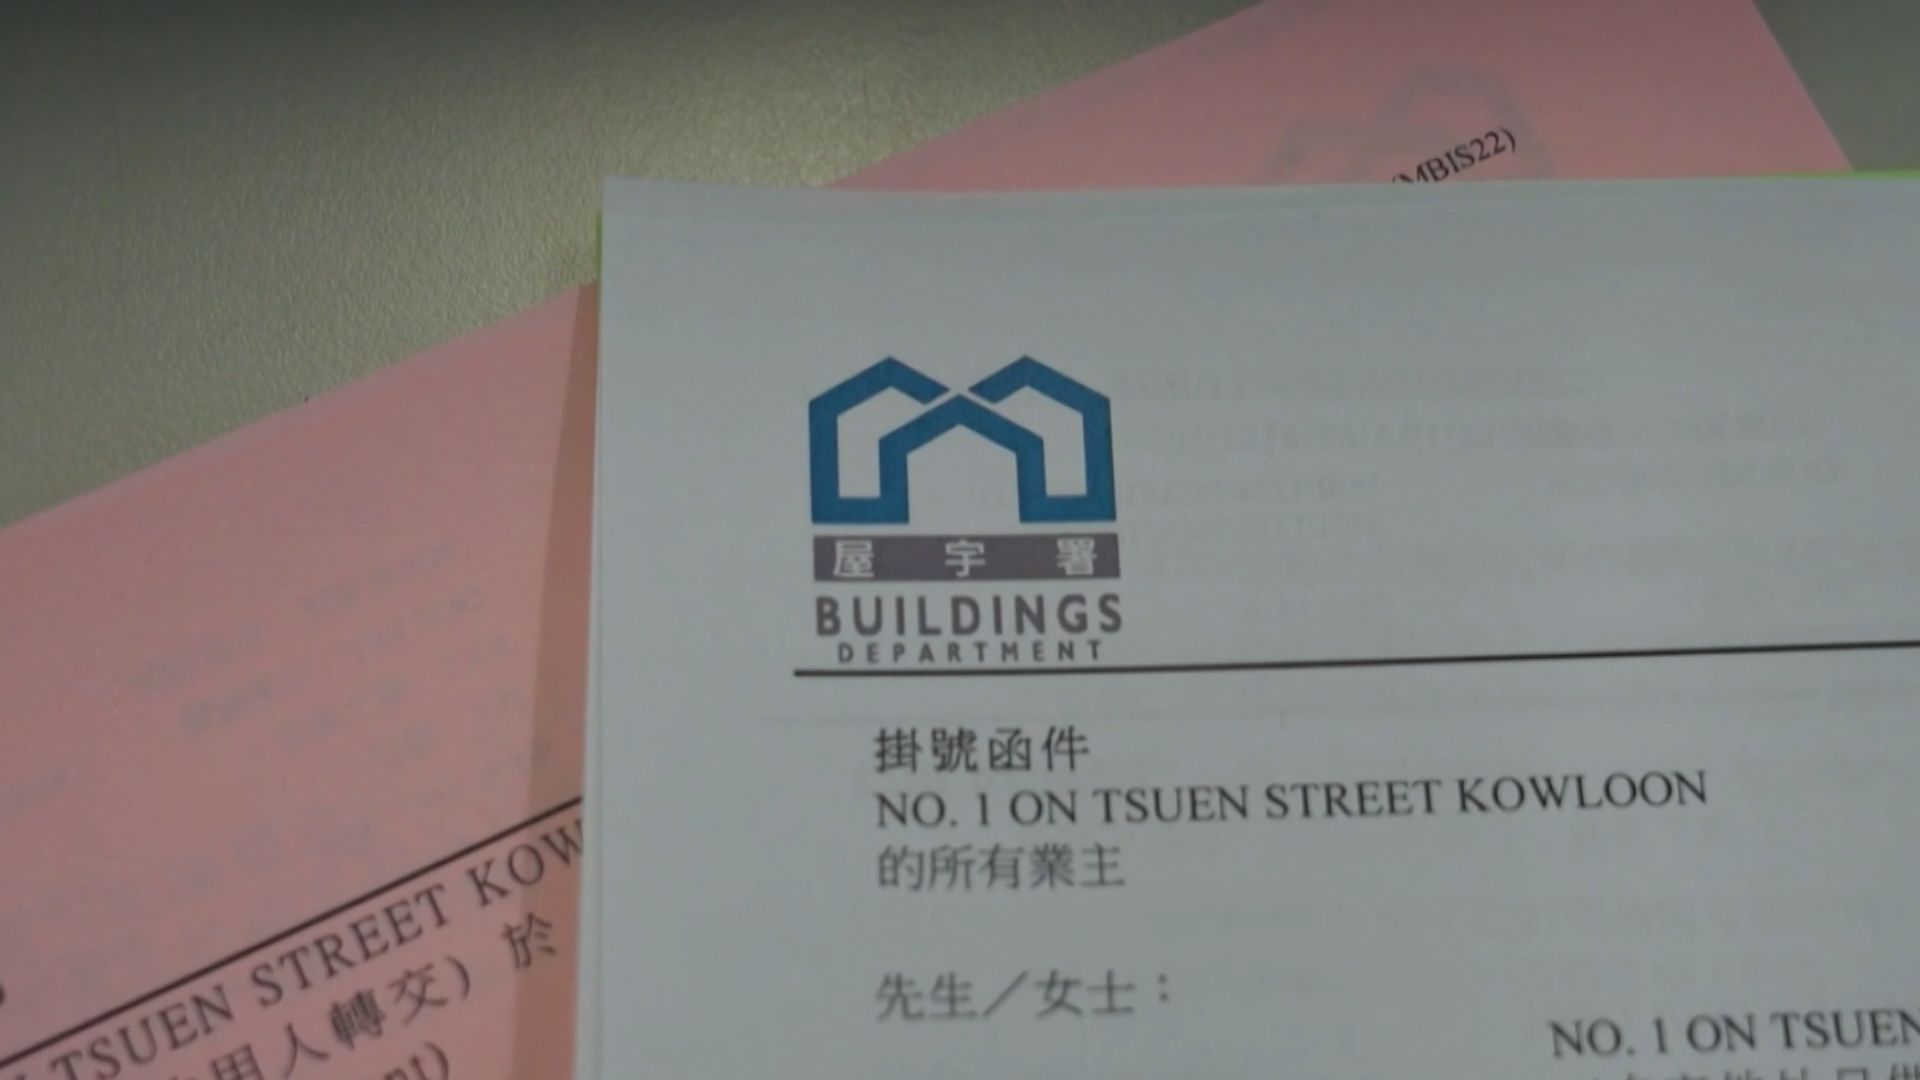 (MBIS22)
屋宇署
BUILDINGS
DEPARTMENT
掛號函件
NO. 1 ON TSUEN STREET KOWLOON
的所有業主
先生／女士：
NO. 1 ON TSUEN
TSUEN STREET KOW
人轉交) 於